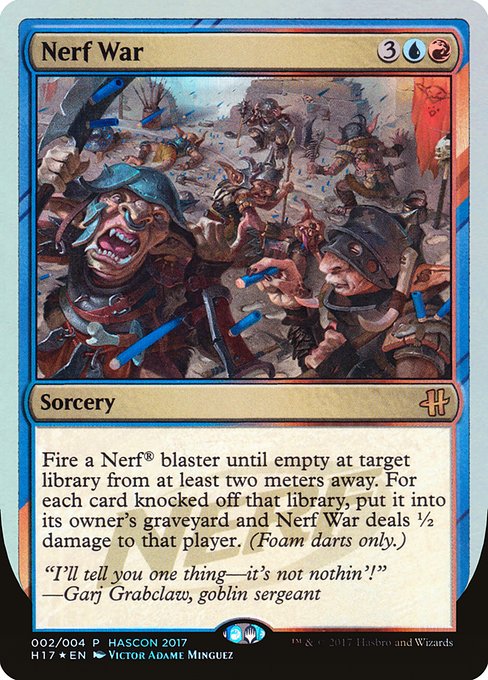 Nerf War 3
Sorcery
Fire a Nerf® blaster until empty at target
library from at least two meters away. For
each card knocked off that library, put it into
its owner's graveyard and Nerf War deals ½
damage to that player. (Foam darts only.)
NERF
"I'll tell you one thing—it's not nothin'!"
—Garj Grabclaw, goblin sergeant
002/004 P HASCON 2017
H17★EN Victor Adame Minguez
™ & © 2017 Hasbro and Wizards